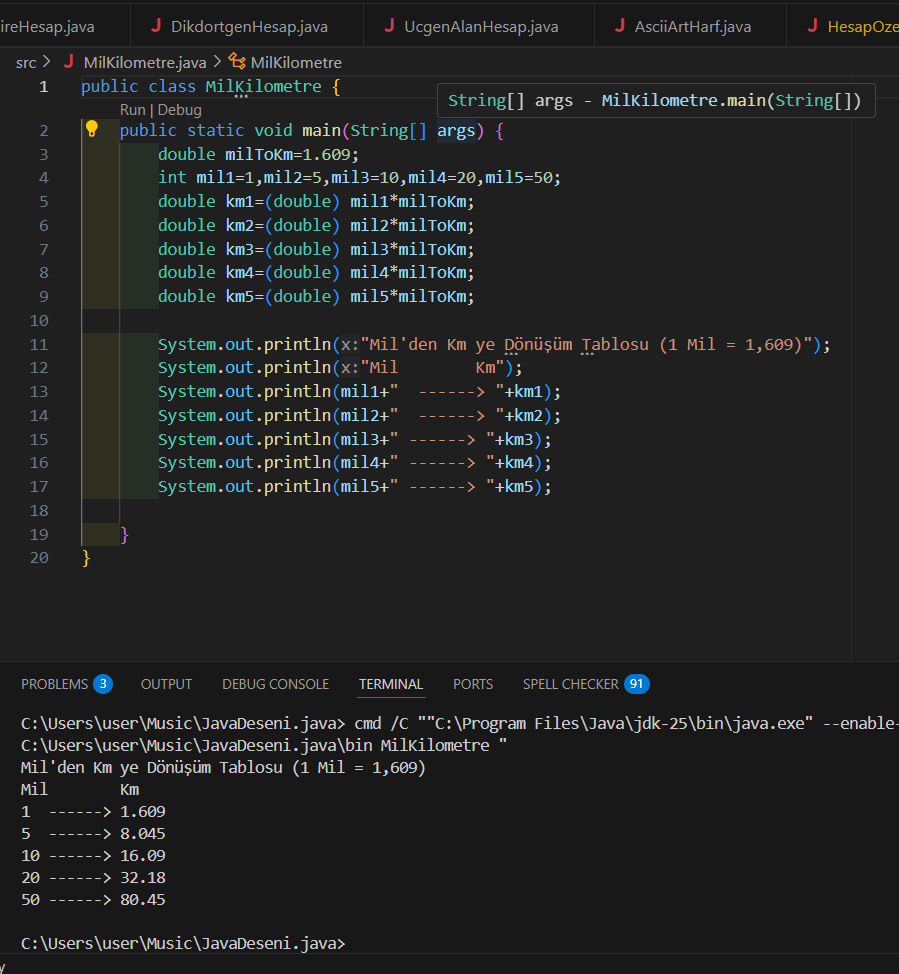 ireHesap.java J DikdortgenHesap.java J UcgenAlanHesap.java J AsciiArtHarf.java J HesapOze
src > J MilKilometre.java > MilKilometre
1 public class MilKilometre {
String[] args - MilKilometre.main(String[])
Run | Debug
2 public static void main(String[] args) {
3 double milToKm=1.609;
4 int mil1=1,mil2=5,mil3=10,mil4=20,mil5=50;
5 double km1=(double) mil1*milToKm;
6 double km2=(double) mil2*milToKm;
7 double km3=(double) mil3*milToKm;
8 double km4=(double) mil4*milToKm;
9 double km5=(double) mil5*milToKm;
10
11 System.out.println(x:"Mil'den Km ye Dönüşüm Tablosu (1 Mil = 1,609)");
12 System.out.println(x:"Mil        Km");
13 System.out.println(mil1+"  ------> "+km1);
14 System.out.println(mil2+"  ------> "+km2);
15 System.out.println(mil3+" ------> "+km3);
16 System.out.println(mil4+" ------> "+km4);
17 System.out.println(mil5+" ------> "+km5);
18
19 }
20 }
PROBLEMS 3 OUTPUT DEBUG CONSOLE TERMINAL PORTS SPELL CHECKER 91
C:\Users\user\Music\JavaDeseni.java> cmd /C ""C:\Program Files\Java\jdk-25\bin\java.exe" --enable-
C:\Users\user\Music\JavaDeseni.java\bin MilKilometre "
Mil'den Km ye Dönüşüm Tablosu (1 Mil = 1,609)
Mil        Km
1  ------> 1.609
5  ------> 8.045
10 ------> 16.09
20 ------> 32.18
50 ------> 80.45
C:\Users\user\Music\JavaDeseni.java>